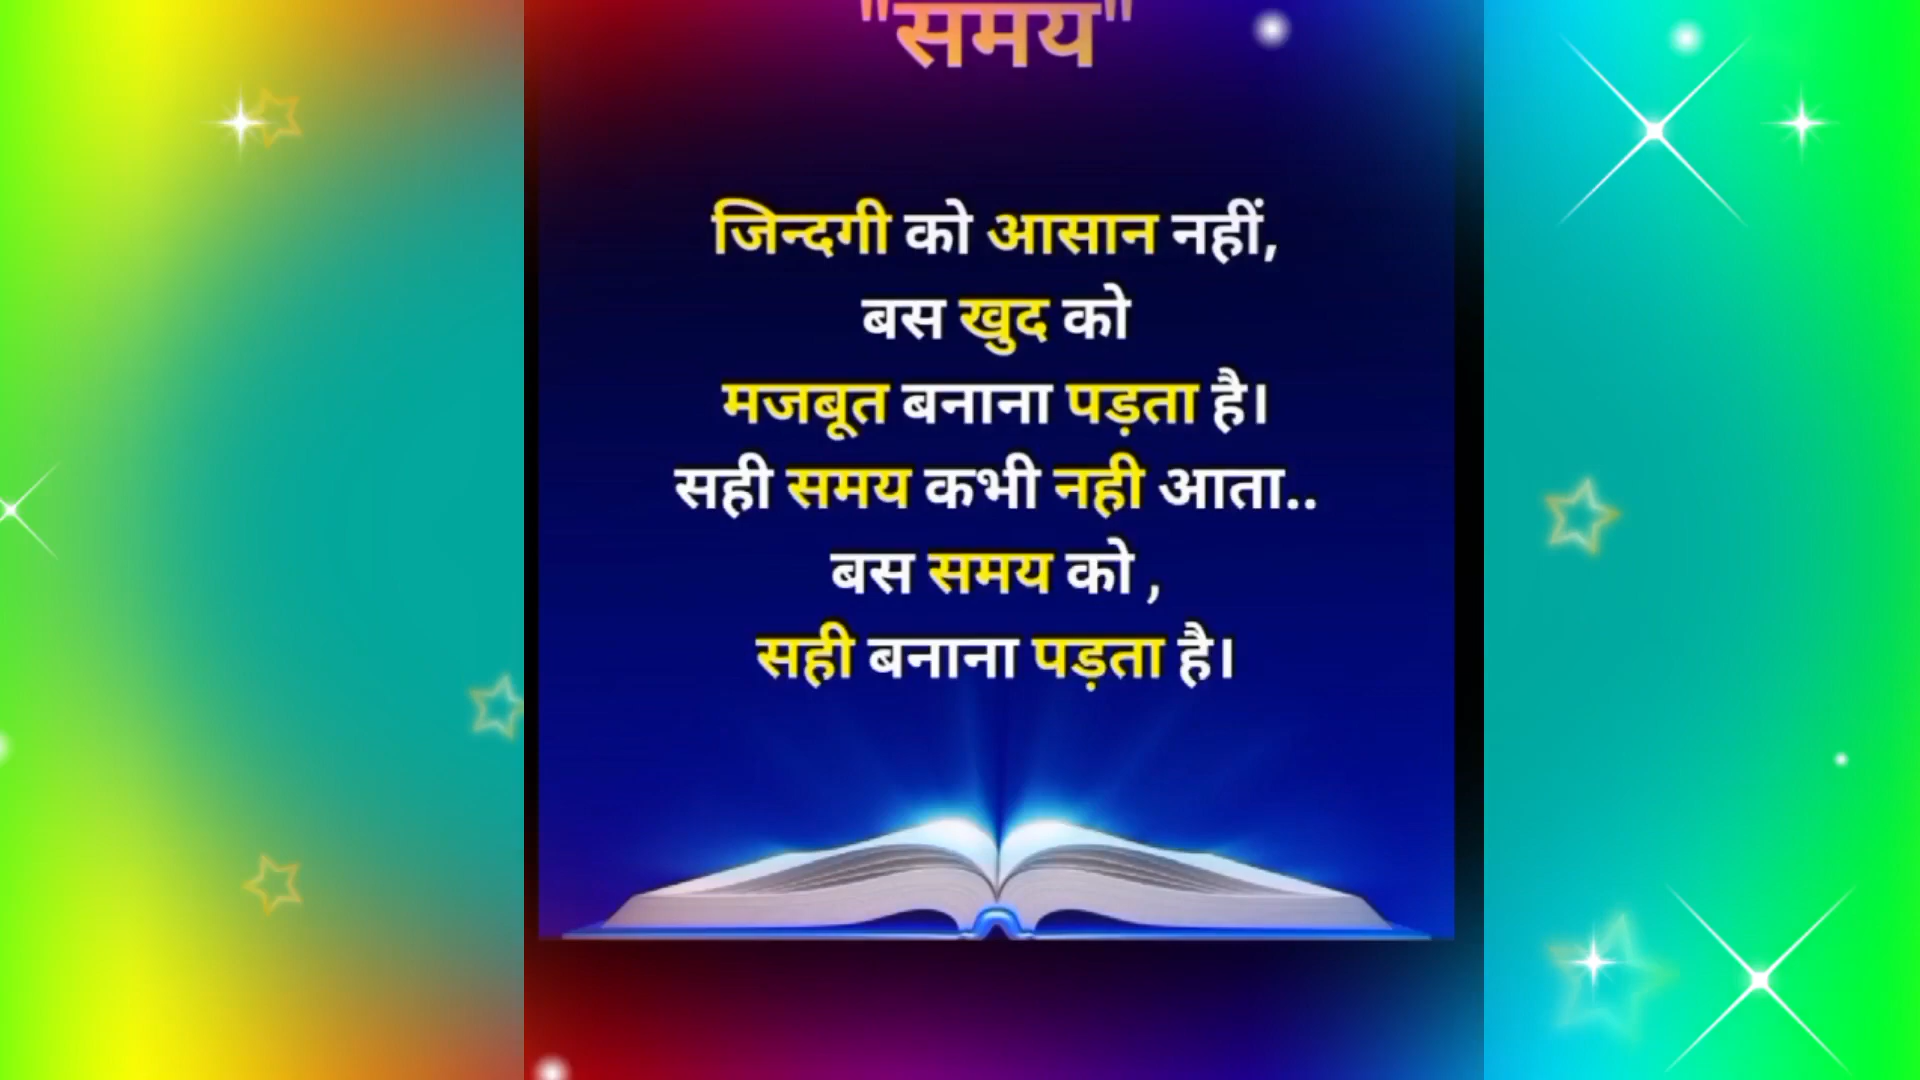 "समय"
जिन्दगी को आसान नहीं,
बस खुद को
मजबूत बनाना पड़ता है।
सही समय कभी नही आता..
बस समय को ,
सही बनाना पड़ता है।